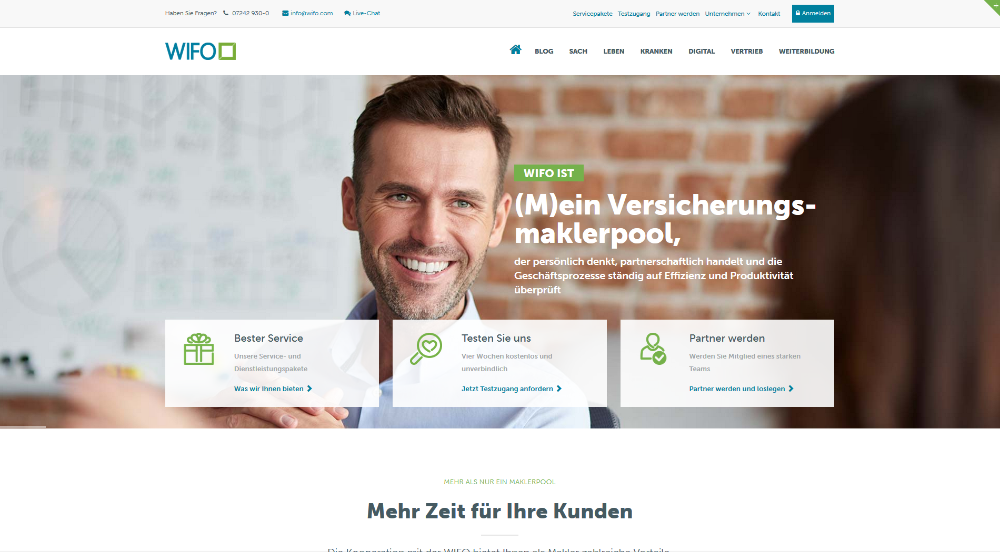 Haben Sie Fragen? 07242 930-0 info@wifo.com Live-Chat
Servicepakete Testzugang Partner werden Unternehmen Kontakt Anmelden
WIFO
BLOG SACH LEBEN KRANKEN DIGITAL VERTRIEB WEITERBILDUNG
WIFO IST
(M)ein Versicherungs-
maklerpool,
der persönlich denkt, partnerschaftlich handelt und die
Geschäftsprozesse ständig auf Effizienz und Produktivität
überprüft
Bester Service
Unsere Service- und
Dienstleistungspakete
Was wir Ihnen bieten
Testen Sie uns
Vier Wochen kostenlos und
unverbindlich
Jetzt Testzugang anfordern
Partner werden
Werden Sie Mitglied eines starken
Teams
Partner werden und loslegen
MEHR ALS NUR EIN MAKLERPOOL
Mehr Zeit für Ihre Kunden
Die Kooperation mit der WIFO bietet Ihnen als Makler zahlreiche Vorteile